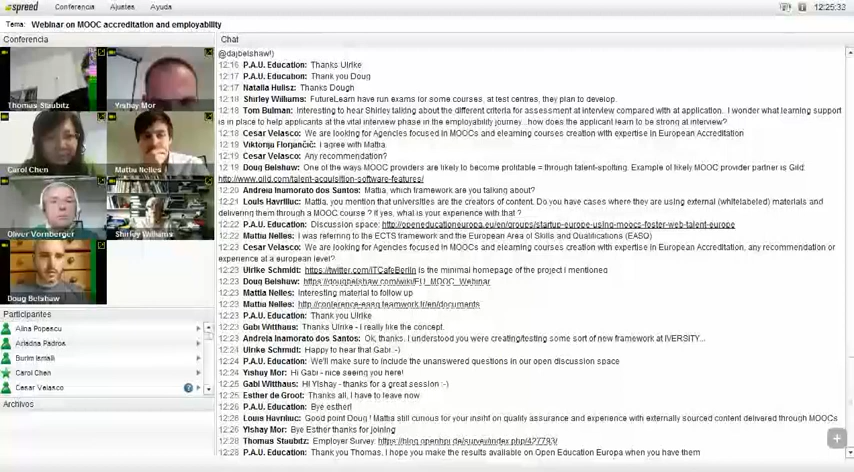 spreed
Conferencia Ajustes Ayuda
12:25:33
Tema: Webinar on MOOC accreditation and employability
Conferencia
Thomas Staubitz
Yishay Mor
Carol Chen
Mattiu Nelles
Oliver Vornberger
Shirley Williams
Doug Belshaw
Participantes
Alina Popescu
Ariadna Padros
Burim Ismaili
Carol Chen
Cesar Velasco
Archivos
Chat
@dajbelshaw!)
12:16 P.A.U. Education: Thanks Ulrike
12:17 P.A.U. Education: Thank you Doug
12:17 Natalia Hulisz: Thanks Dough
12:18 Shirley Williams: FutureLearn have run exams for some courses, at test centres, they plan to develop.
12:18 Tom Bulman: Interesting to hear Shirley talking about the different criteria for assessment at interview compared with at application. I wonder what learning support
is in place to help applicants at the vital interview phase in the employability journey...how does the applicant learn to be strong at interview?
12:18 Cesar Velasco: We are looking for Agencies focused in MOOCs and elearning courses creation with expertise in European Accreditation
12:19 Viktorija Florjančič: I agree with Mattia.
12:19 Cesar Velasco: Any recommendation?
12:19 Doug Belshaw: One of the ways MOOC providers are likely to become profitable = through talent-spotting. Example of likely MOOC provider partner is Gild:
http://www.gild.com/talent-acquisition-software-features/
12:20 Andreia Inamorato dos Santos: Mattia, which framework are you talking about?
12:21 Louis Havriluc: Mattia, you mention that universities are the creators of content. Do you have cases where they are using external (whitelabeled) materials and
delivering them through a MOOC course ? If yes, what is your experience with that ?
12:22 P.A.U. Education: Discussion space: http://openeducationeuropa.eu/en/groups/startup-europe-using-moocs-foster-web-talent-europe
12:22 Mattiu Nelles: I was referring to the ECTS framework and the European Area of Skills and Qualifications (EASQ)
12:23 Cesar Velasco: We are looking for Agencies focused in MOOCs and elearning courses creation with expertise in European Accreditation, any recommendation or
experience at a european level?
12:23 Ulrike Schmidt: https://twitter.com/ITCafeBerlin is the minimal homepage of the project I mentioned
12:23 Doug Belshaw: https://dougbelshaw.com/wiki/EU_MOOC_Webinar
12:23 Mattiu Nelles: Interesting material to follow up
12:23 Mattiu Nelles: http://conference-easq.teamwork.fr/en/documents
12:23 P.A.U. Education: Thank you Ulrike
12:23 Gabi Witthaus: Thanks Ulrike - I really like the concept.
12:23 Andreia Inamorato dos Santos: Ok, thanks. I understood you were creating/testing some sort of new framework at IVERSITY...
12:24 Ulrike Schmidt: Happy to hear that Gabi :-)
12:24 P.A.U. Education: We'll make sure to include the unanswered questions in our open discussion space
12:24 Yishay Mor: Hi Gabi - nice seeing you here!
12:25 Gabi Witthaus: Hi Yishay - thanks for a great session :-)
12:25 Esther de Groot: Thanks all, I have to leave now
12:26 P.A.U. Education: Bye esther!
12:26 Louis Havriluc: Good point Doug ! Mattia still curious for your insiht on quality assurance and experience with externally sourced content delivered through MOOCs
12:26 Yishay Mor: Bye Esther thanks for joining
12:28 Thomas Staubitz: Employer Survey: https://blog.openhpi.de/survey/index.php/427793/
12:28 P.A.U. Education: Thank you Thomas, I hope you make the results available on Open Education Europa when you have them